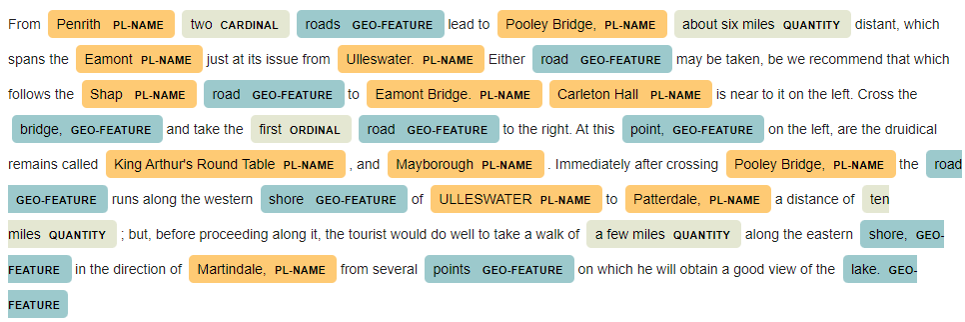 From Penrith PL-NAME two CARDINAL roads GEO-FEATURE lead to Pooley Bridge, PL-NAME about six miles QUANTITY distant, which
spans the Eamont PL-NAME just at its issue from Ulleswater. PL-NAME Either road GEO-FEATURE may be taken, be we recommend that which
follows the Shap PL-NAME road GEO-FEATURE to Eamont Bridge. PL-NAME Carleton Hall PL-NAME is near to it on the left. Cross the
bridge, GEO-FEATURE and take the first ORDINAL road GEO-FEATURE to the right. At this point, GEO-FEATURE on the left, are the druidical
remains called King Arthur's Round Table PL-NAME , and Mayborough PL-NAME . Immediately after crossing Pooley Bridge, PL-NAME the road
GEO-FEATURE runs along the western shore GEO-FEATURE of ULLESWATER PL-NAME to Patterdale, PL-NAME a distance of ten
miles QUANTITY ; but, before proceeding along it, the tourist would do well to take a walk of a few miles QUANTITY along the eastern shore, GEO-
FEATURE in the direction of Martindale, PL-NAME from several points GEO-FEATURE on which he will obtain a good view of the lake. GEO-
FEATURE